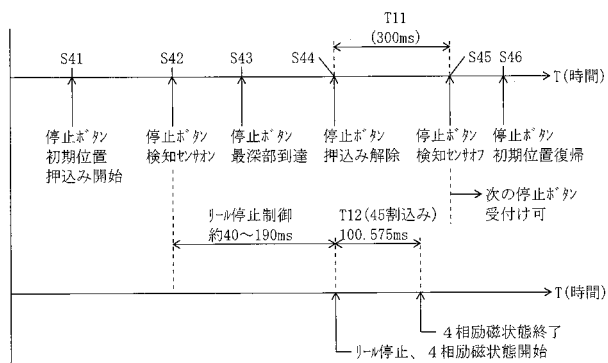 T11
(300ms)
S41
S42
S43
S44
S45
S46
T(時間)
停止ﾎﾞﾀﾝ
初期位置
押込み開始
停止ﾎﾞﾀﾝ
検知ｾﾝｻｵﾝ
停止ﾎﾞﾀﾝ
最深部到達
停止ﾎﾞﾀﾝ
押込み解除
停止ﾎﾞﾀﾝ
検知ｾﾝｻｵﾌ
停止ﾎﾞﾀﾝ
初期位置復帰
次の停止ﾎﾞﾀﾝ
受付け可
ﾘｰﾙ停止制御
約40～190ms
T12(45割込み)
100.575ms
T(時間)
4相励磁状態終了
ﾘｰﾙ停止、4相励磁状態開始